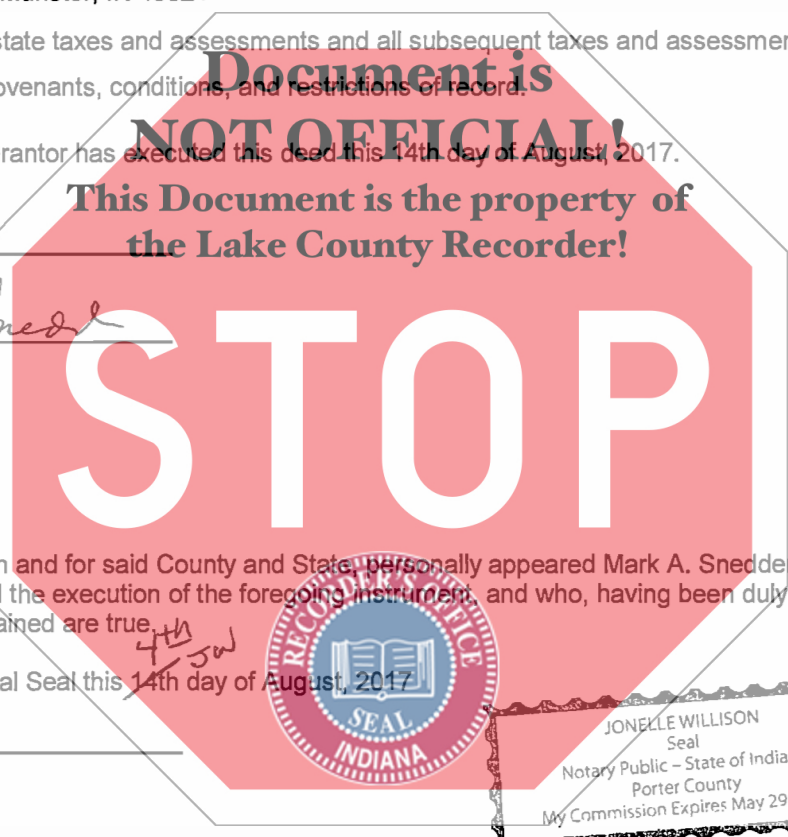 state taxes and assessments and all subsequent taxes and
ovenants, conditions, and restrictions of record.
Document is
NOT OFFICIAL!
rantor has executed this deed this 14th day of August, 2017.
This Document is the property of
the Lake County Recorder!
STOP
n and for said County and State, personally appeared Mark A.
the execution of the foregoing instrument, and who, having been duly
ained are true.
4th JW
al Seal this 14th day of August, 2017
RECORDER'S OFFICE
SEAL
INDIANA
JONELLE WILLISON
Seal
Notary Public – State of India
Porter County
My Commission Expires May 29